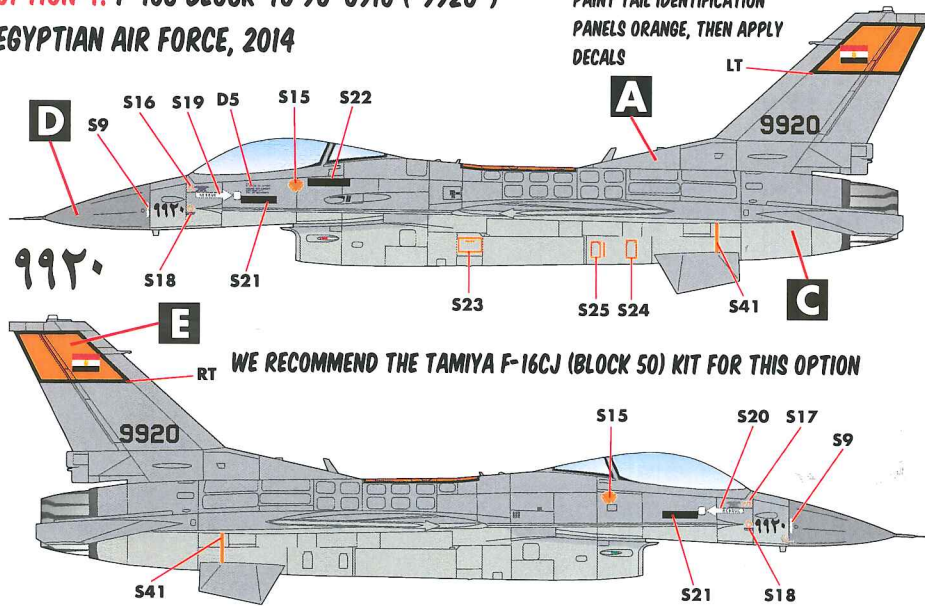 EGYPTIAN AIR FORCE, 2014
PAINT TAIL IDENTIFICATION
PANELS ORANGE, THEN APPLY
DECALS
LT
A
9920
D
S9
S16
S19
D5
S15
S22
٩٩٢٠
٩٩٢٠
S18
S21
S23
S25
S24
S41
C
E
RT
WE RECOMMEND THE TAMIYA F-16CJ (BLOCK 50) KIT FOR THIS OPTION
9920
S15
S20
S17
S9
٩٩٢٠
S41
S21
S18